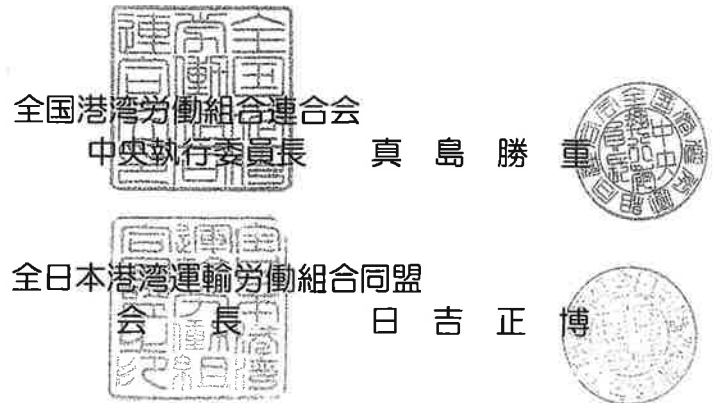 全国港湾労働組合連合会
中央執行委員長 真島勝重
全日本港湾運輸労働組合同盟
会長 日吉正博